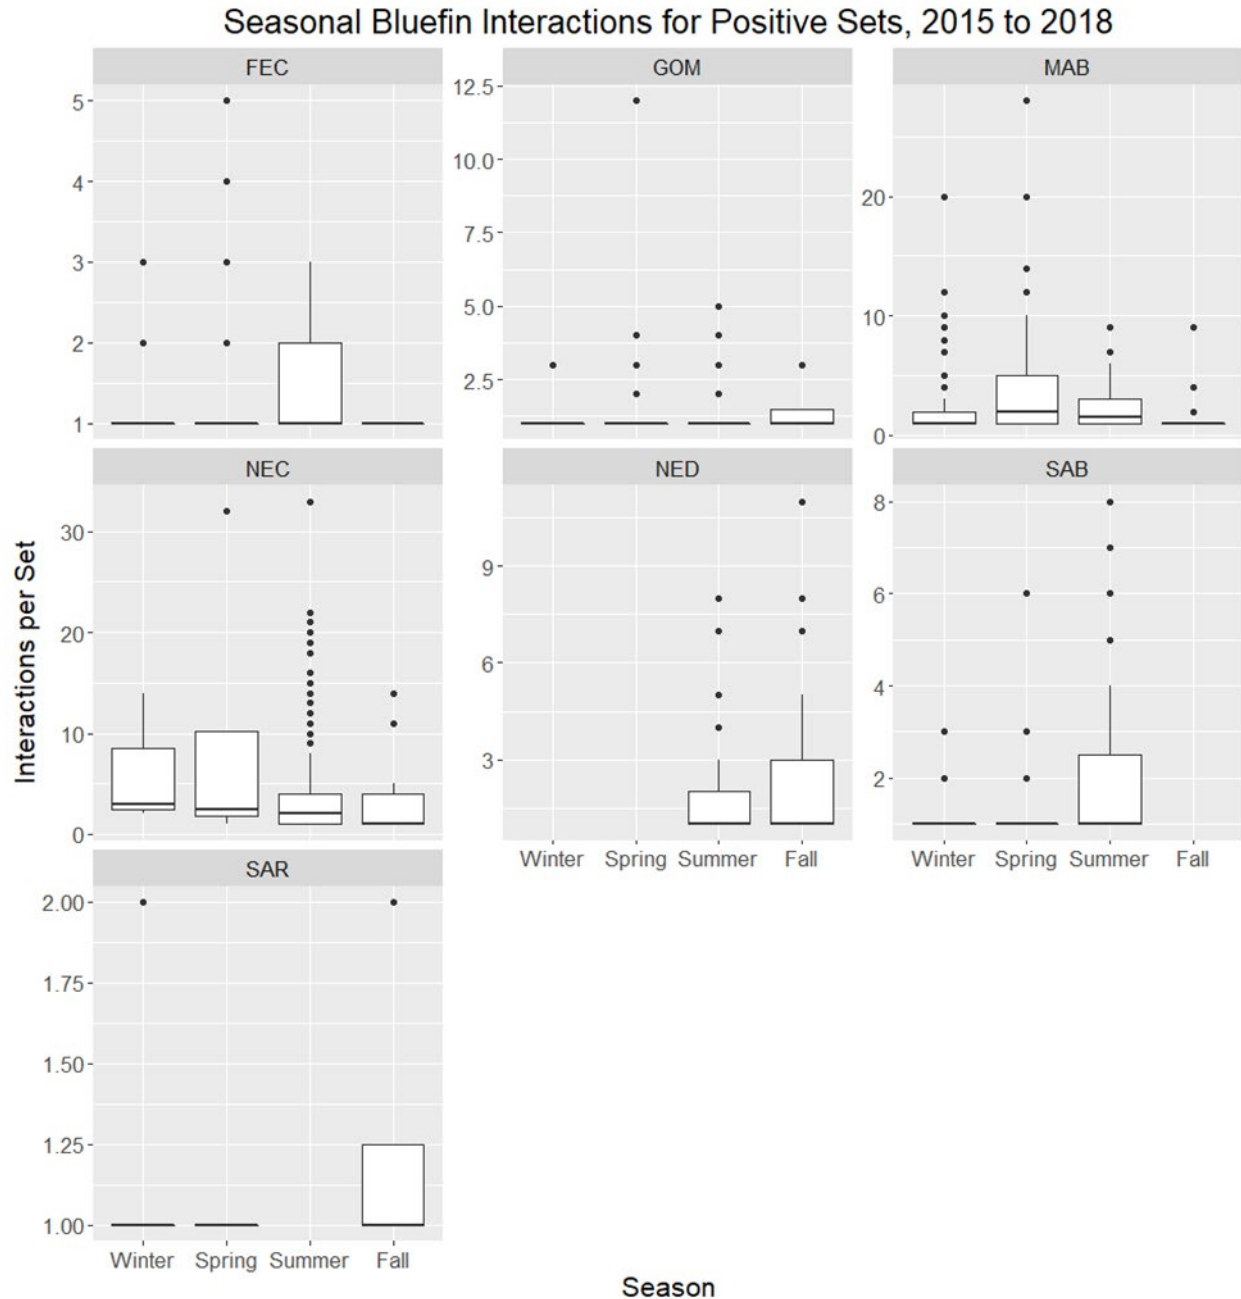 Seasonal Bluefin Interactions for Positive Sets, 2015 to 2018
FEC
GOM
MAB
5
4
3
2
1
12.5
10.0
7.5
5.0
2.5
20
10
0
NEC
NED
SAB
30
20
10
0
9
6
3
8
6
4
2
Winter Spring Summer Fall
Winter Spring Summer Fall
SAR
2.00
1.75
1.50
1.25
1.00
Winter Spring Summer Fall
Interactions per Set
Season